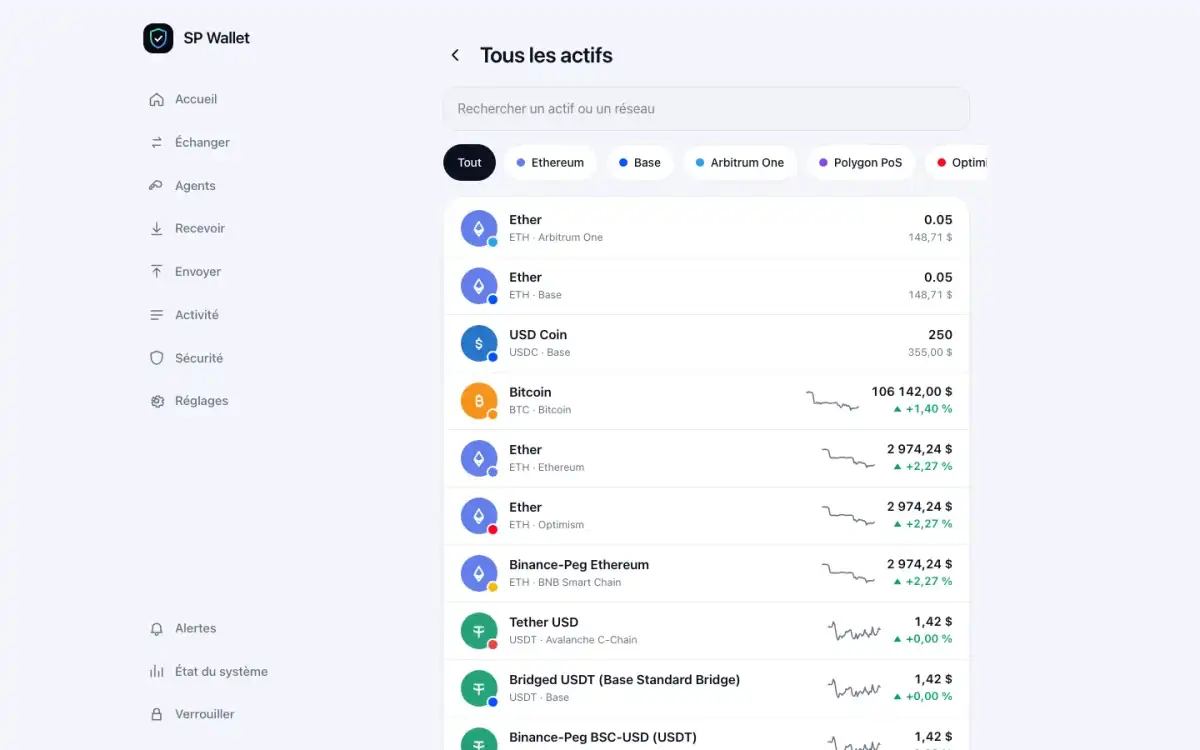 SP Wallet
Accueil
Échanger
Agents
Recevoir
Envoyer
Activité
Sécurité
Réglages
Alertes
État du système
Verrouiller
Tous les actifs
Rechercher un actif ou un réseau
Tout Ethereum Base Arbitrum One Polygon PoS Optimi
Ether 0.05
ETH · Arbitrum One 148,71 $
Ether 0.05
ETH · Base 148,71 $
USD Coin 250
USDC · Base 355,00 $
Bitcoin 106 142,00 $
BTC · Bitcoin +1,40 %
Ether 2 974,24 $
ETH · Ethereum +2,27 %
Ether 2 974,24 $
ETH · Optimism +2,27 %
Binance-Peg Ethereum 2 974,24 $
ETH · BNB Smart Chain +2,27 %
Tether USD 1,42 $
USDT · Avalanche C-Chain +0,00 %
Bridged USDT (Base Standard Bridge) 1,42 $
USDT · Base +0,00 %
Binance-Peg BSC-USD (USDT) 1,42 $